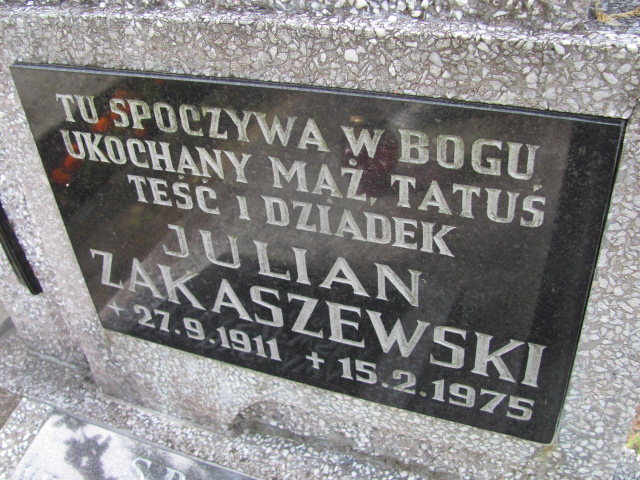 TU SPOCZYWA W BOGU
UKOCHANY MĄŻ, TATUŚ
TEŚĆ I DZIADEK
JULIAN
ZAKASZEWSKI
+ 27.9.1911 + 15.2.1975